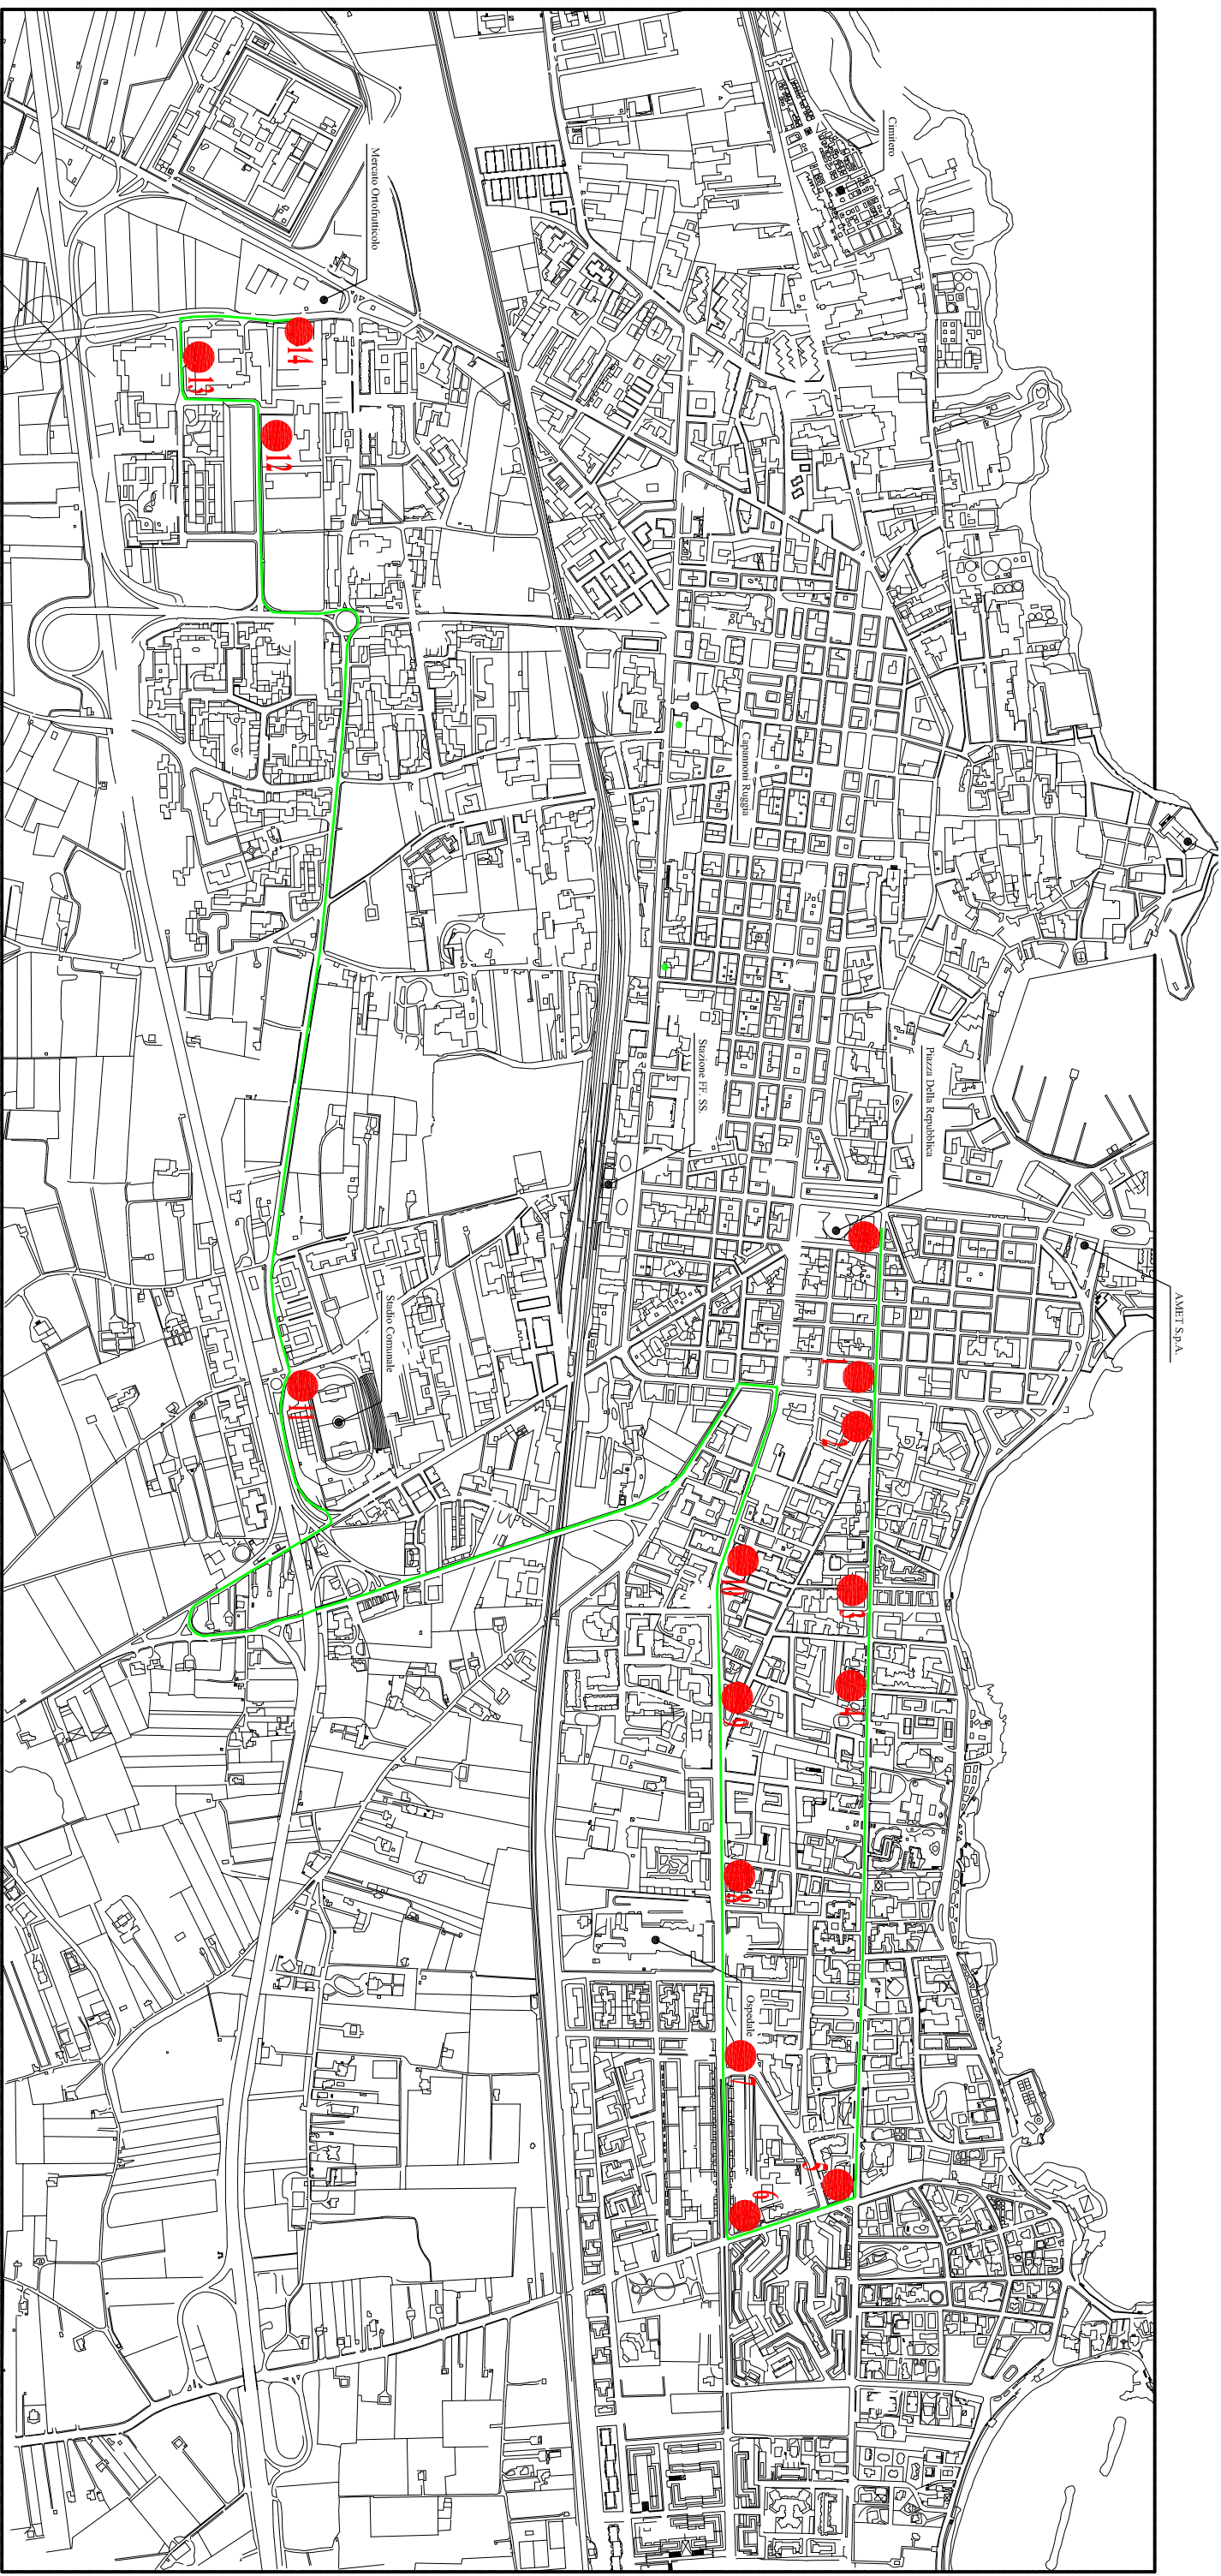 Cimitero
Mercato Ortofrutticolo
Capannoni Ruggia
Stazione FF. SS.
Piazza Della Repubblica
AMET S.p.A.
Stadio Comunale
Ospedale
1
2
3
4
5
6
7
8
9
10
11
12
13
14